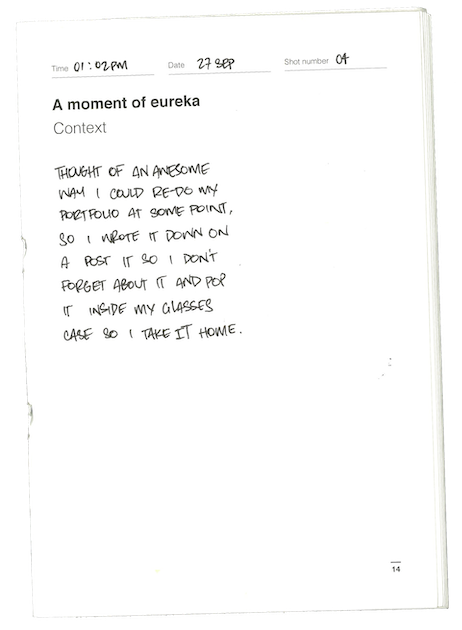 Time 01:02PM Date 27 SEP Shot number 04
A moment of eureka
Context
THOUGHT OF AN AWESOME
WAY I COULD RE-DO MY
PORTFOLIO AT SOME POINT,
SO I WROTE IT DOWN ON
A POST IT SO I DON'T
FORGET ABOUT IT AND POP
IT INSIDE MY GLASSES
CASE SO I TAKE IT HOME.
14